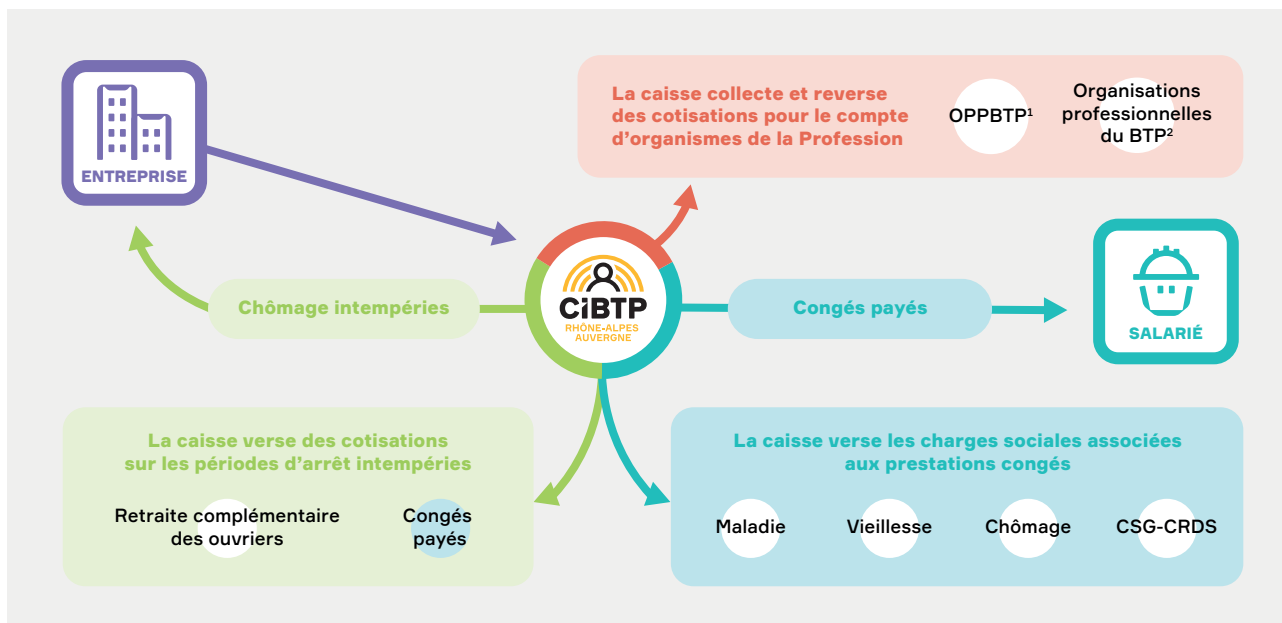 ENTREPRISE
La caisse collecte et reverse
des cotisations pour le compte
d'organismes de la Profession
OPPBTP¹
Organisations
professionnelles
du BTP²
Chômage intempéries
CiBTP
RHÔNE-ALPES
AUVERGNE
Congés payés
SALARIÉ
La caisse verse des cotisations
sur les périodes d'arrêt intempéries
Retraite complémentaire
des ouvriers
Congés
payés
La caisse verse les charges sociales associées
aux prestations congés
Maladie
Vieillesse
Chômage
CSG-CRDS